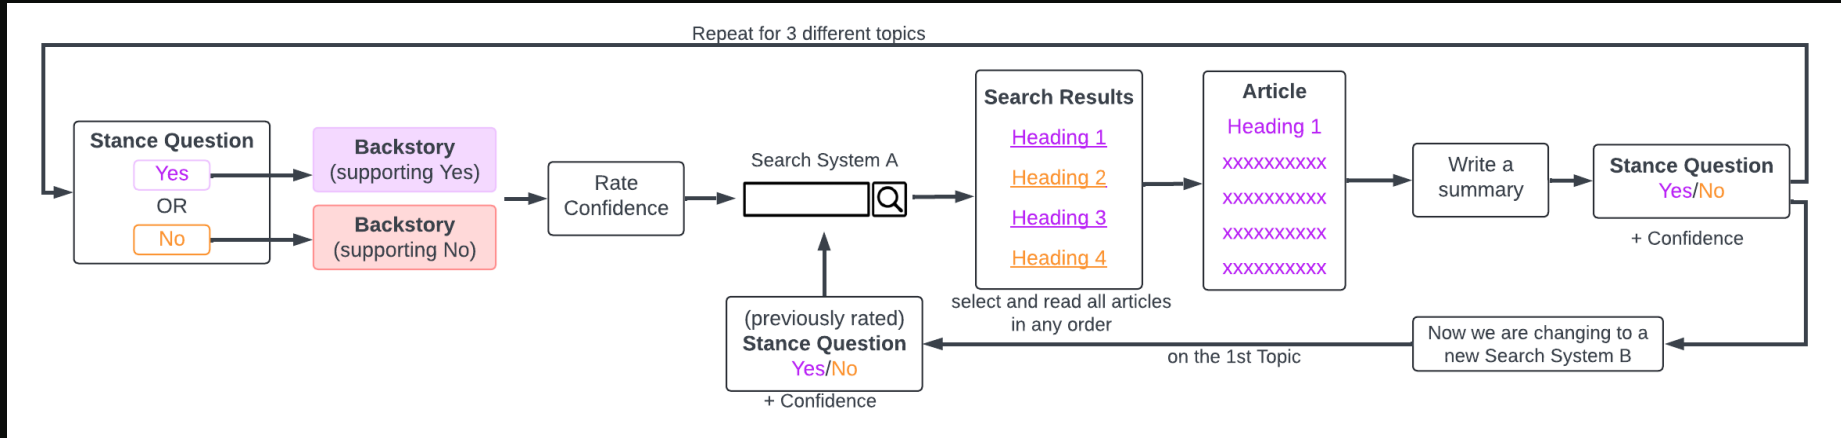 Repeat for 3 different topics
Stance Question
Yes
OR
No
Backstory
(supporting Yes)
Backstory
(supporting No)
Rate
Confidence
Search System A
Search Results
Heading 1
Heading 2
Heading 3
Heading 4
select and read all articles
in any order
Article
Heading 1
xxxxxxxxxx
xxxxxxxxxx
xxxxxxxxxx
xxxxxxxxxx
Write a
summary
Stance Question
Yes/No
+ Confidence
Now we are changing to a
new Search System B
on the 1st Topic
(previously rated)
Stance Question
Yes/No
+ Confidence